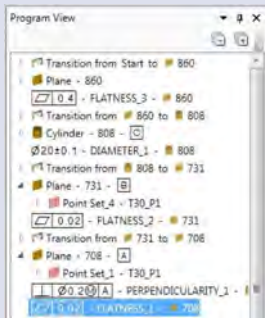 Program View
Transition from Start to 860
Plane - 860
0.4 - FLATNESS_3 - 860
Transition from 860 to 808
Cylinder - 808 - C
Ø20±0.1 - DIAMETER_1 - 808
Transition from 808 to 731
Plane - 731 - B
Point Set_4 - T30_P1
0.02 - FLATNESS_2 - 731
Transition from 731 to 708
Plane - 708 - A
Point Set_1 - T30_P1
Ø0.2Ⓜ A - PERPENDICULARITY_1 -
0.02 - FLATNESS_1 - 708